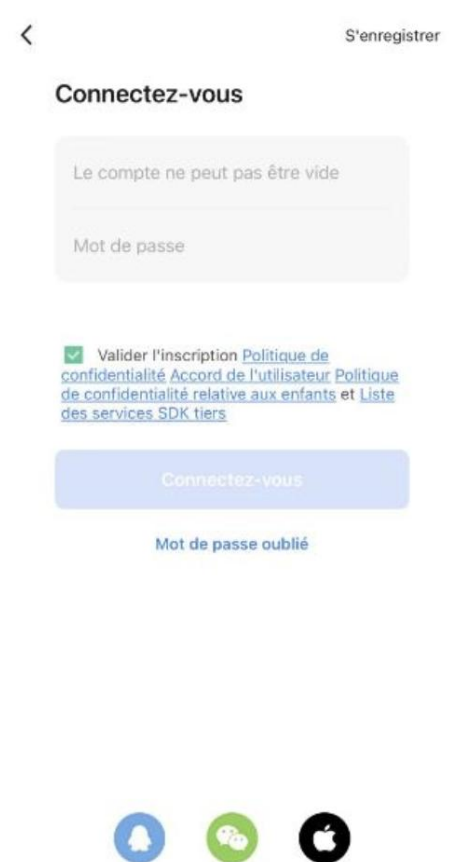 S'enregistrer
Connectez-vous
Le compte ne peut pas être vide
Mot de passe
Valider l'inscription Politique de
confidentialité Accord de l'utilisateur Politique
de confidentialité relative aux enfants et Liste
des services SDK tiers
Connectez-vous
Mot de passe oublié